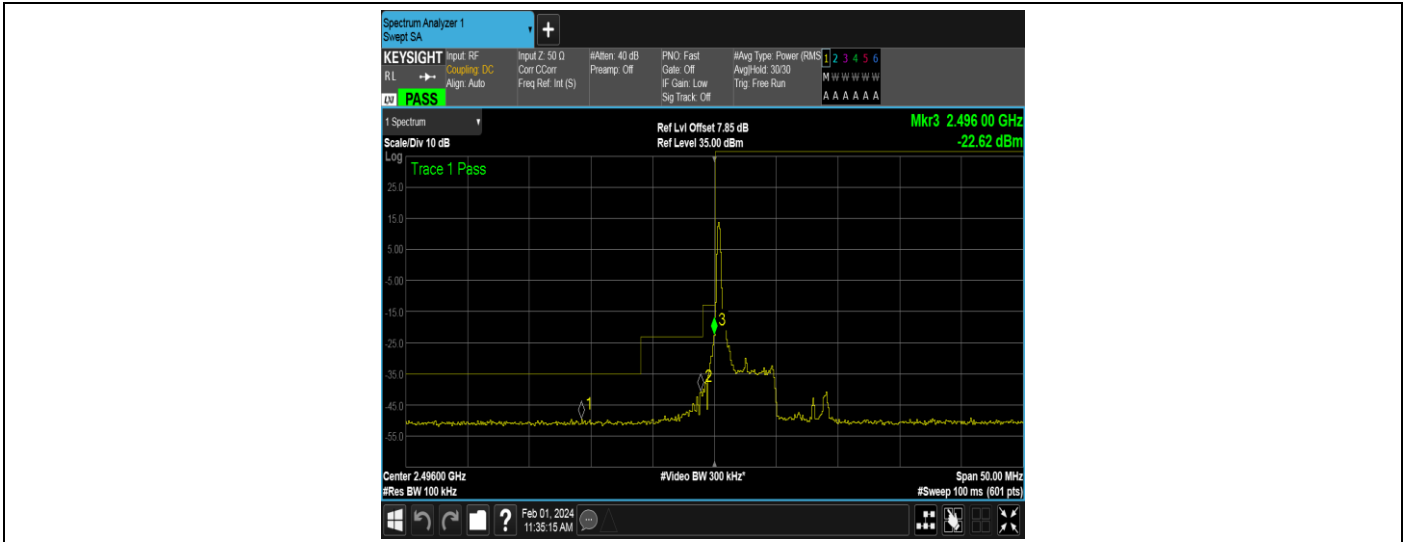 Spectrum Analyzer 1
Swept SA
+
KEYSIGHT
RL
LXI
PASS
Input: RF
Coupling: DC
Align: Auto
Input Z: 50 Ω
Corr CCorr
Freq Ref: Int (S)
#Atten: 40 dB
Preamp: Off
PNO: Fast
Gate: Off
IF Gain: Low
Sig Track: Off
#Avg Type: Power (RMS
Avg|Hold: 30/30
Trig: Free Run
1 2 3 4 5 6
M W W W W W
A A A A A A
1 Spectrum
Scale/Div 10 dB
Ref Lvl Offset 7.85 dB
Ref Level 35.00 dBm
Mkr3 2.496 00 GHz
-22.62 dBm
Log
Trace 1 Pass
25.0
15.0
5.00
-5.00
-15.0
-25.0
-35.0
-45.0
-55.0
3
2
1
Center 2.49600 GHz
#Res BW 100 kHz
#Video BW 300 kHz*
Span 50.00 MHz
#Sweep 100 ms (601 pts)
?
Feb 01, 2024
11:35:15 AM